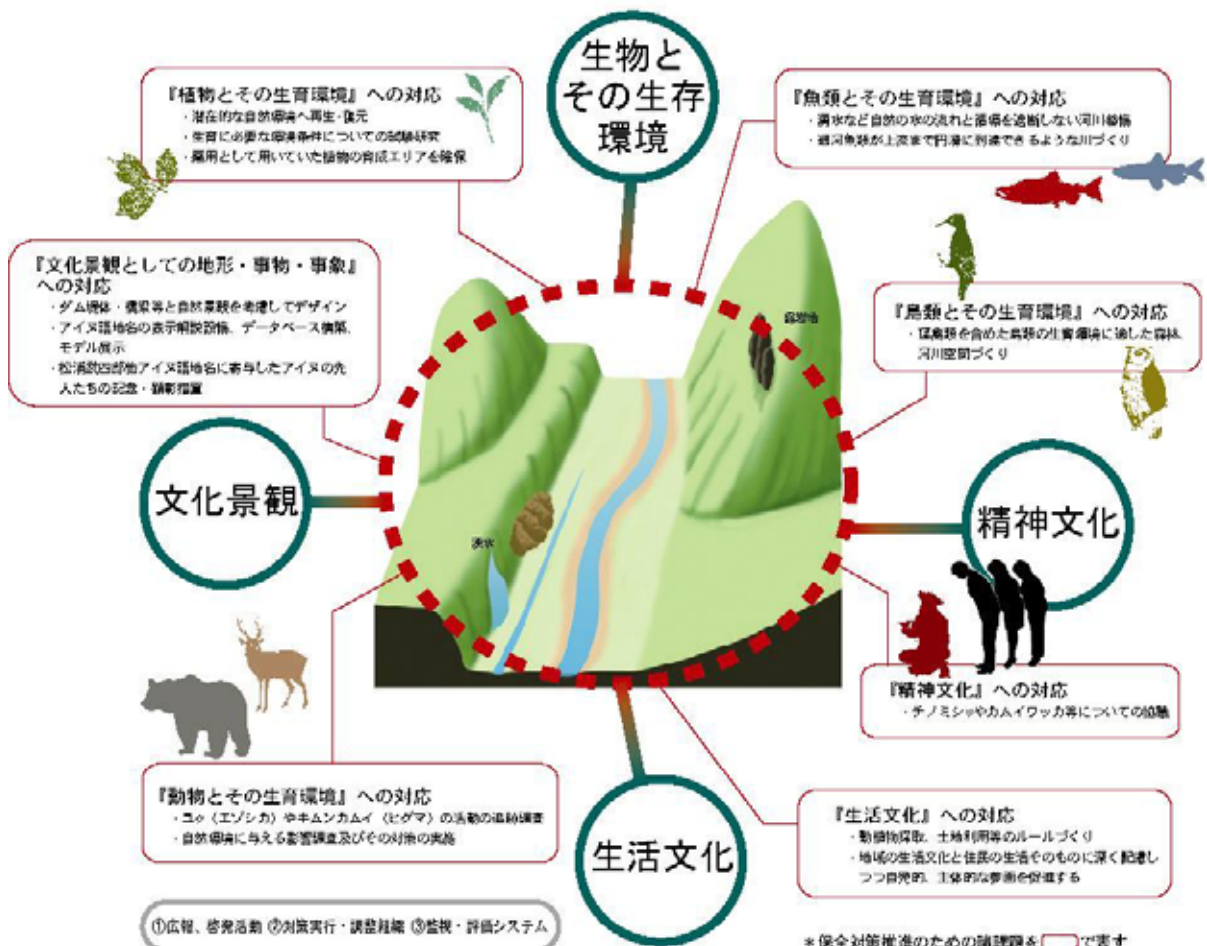 生物と
その生存
環境
『植物とその生育環境』への対応
・潜在的な自然環境へ再生・復元
・生育に必要な環境条件についての試験研究
・薬用として用いていた植物の育成エリアを確保
『魚類とその生育環境』への対応
・湧水など自然の水の流れと循環を遮断しない河川整備
・遡河魚類が上流まで円滑に到達できるような川づくり
『文化景観としての地形・事物・事象』
への対応
・ダム堤体・橋梁等と自然景観を考慮してデザイン
・アイヌ語地名の表示解説設備、データベース構築、
モデル展示
・松浦武四郎他アイヌ語地名に寄与したアイヌの先
人たちの記念・顕彰措置
『鳥類とその生育環境』への対応
・猛禽類を含めた鳥類の生育環境に適した森林、
河川空間づくり
露岩地
文化景観
湧水
精神文化
『精神文化』への対応
・チノミシリやカムイワッカ等についての協議
『動物とその生育環境』への対応
・ユク（エゾシカ）やキムンカムイ（ヒグマ）の活動の追跡調査
・自然環境に与える影響調査及びその対策の実施
生活文化
『生活文化』への対応
・動植物採取、土地利用等のルールづくり
・地域の生活文化と住民の生活そのものに深く配慮し
つつ自発的、主体的な参画を促進する
①広報、啓発活動 ②対策実行・調整組織 ③監視・評価システム
＊保全対策推進のための諸課題を で表す